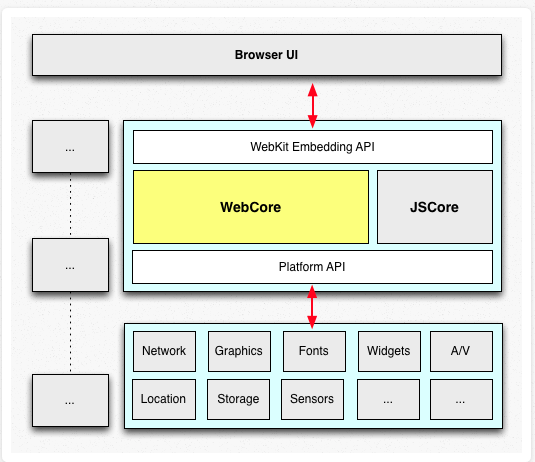 Browser UI
...
WebKit Embedding API
WebCore
JSCore
...
Platform API
Network
Graphics
Fonts
Widgets
A/V
...
Location
Storage
Sensors
...
...